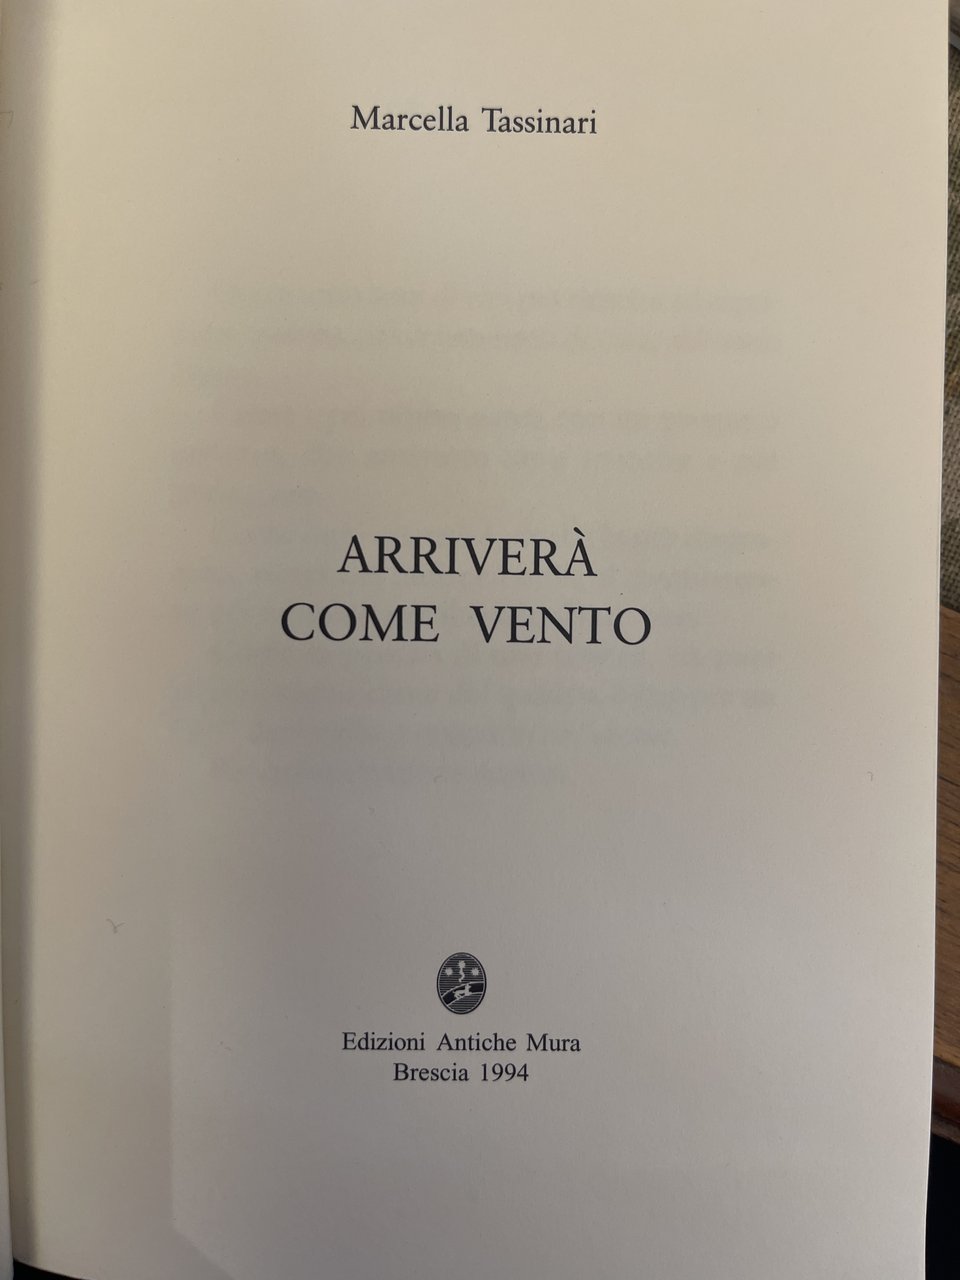 Marcella Tassinari
ARRIVERÀ
COME VENTO
Edizioni Antiche Mura
Brescia 1994